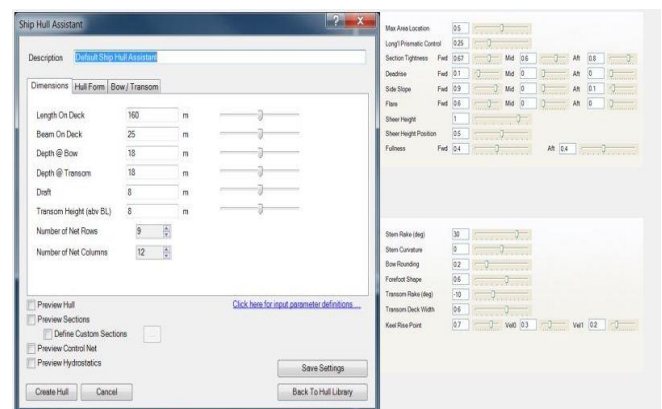 Ship Hull Assistant
Description Default Ship Hull Assistant
Dimensions Hull Form Bow / Transom
Length On Deck 160 m
Beam On Deck 25 m
Depth @ Bow 18 m
Depth @ Transom 18 m
Draft 8 m
Transom Height (abv BL) 8 m
Number of Net Rows 9
Number of Net Columns 12
Preview Hull Click here for input parameter definitions ...
Preview Sections
Define Custom Sections ...
Preview Control Net
Preview Hydrostatics
Save Settings
Create Hull Cancel Back To Hull Library
Max Area Location 0.5
Long'l Prismatic Control 0.25
Section Tightness Fwd 0.67 Mid 0.6 Aft 0.8
Deadrise Fwd 0.1 Mid 0 Aft 0
Side Slope Fwd 0.9 Mid 0 Aft 0.1
Flare Fwd 0.6 Mid 0 Aft 0
Sheer Height 1
Sheer Height Position 0.5
Fullness Fwd 0.4 Aft 0.4
Stem Rake (deg) 30
Stem Curvature 0
Bow Rounding 0.2
Forefoot Shape 0.6
Transom Rake (deg) -10
Transom Deck Width 0.6
Keel Rise Point 0.7 Vel0 0.3 Vel1 0.2